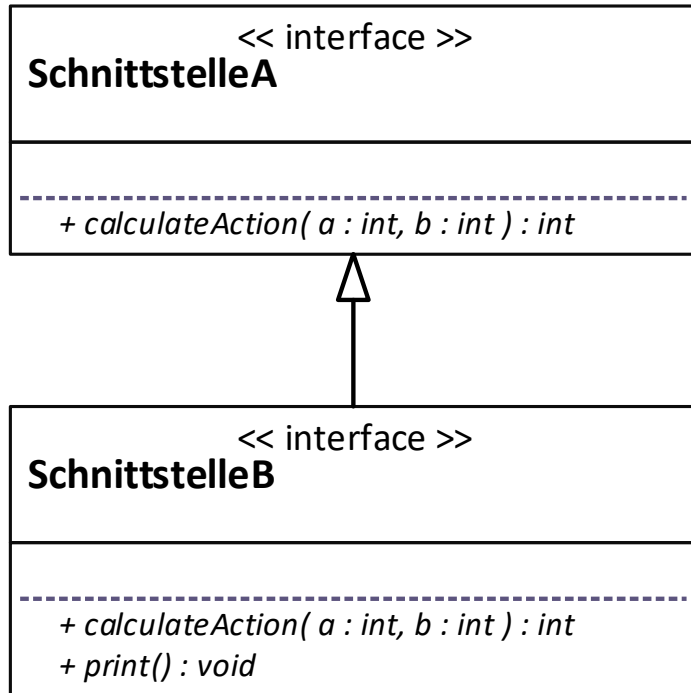 << interface >>
SchnittstelleA
+ calculateAction( a : int, b : int ) : int
<< interface >>
SchnittstelleB
+ calculateAction( a : int, b : int ) : int
+ print() : void